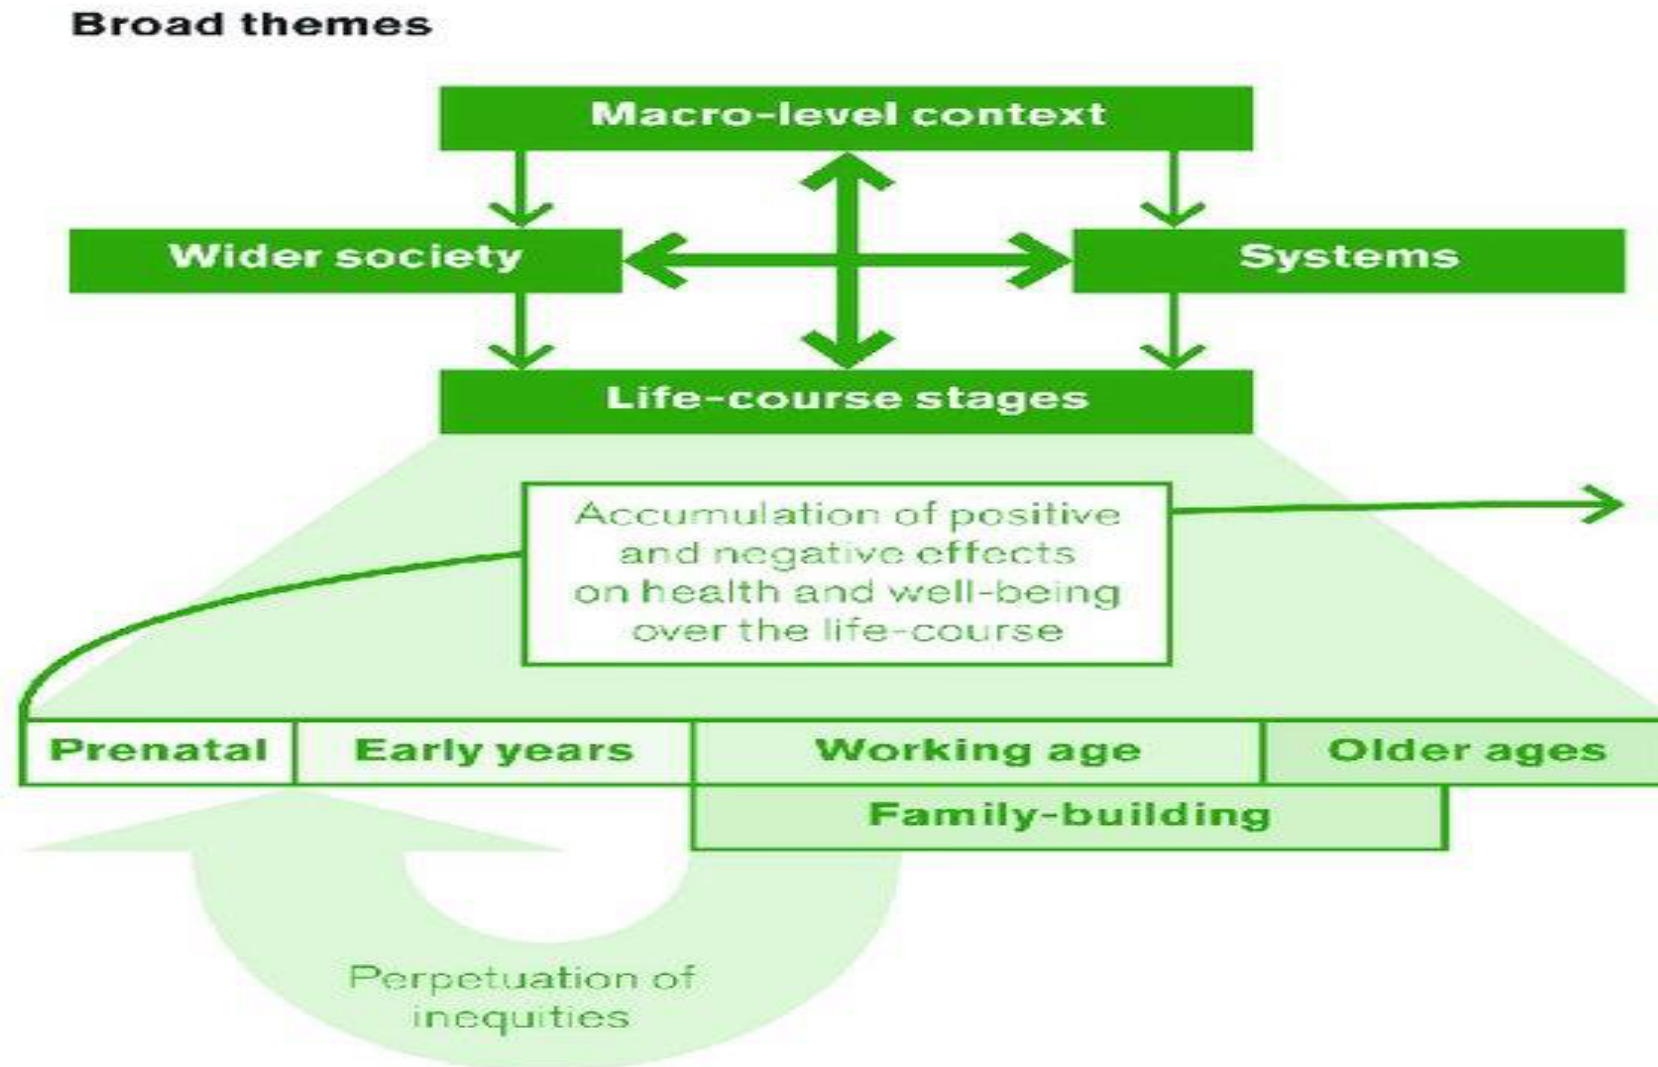 Broad themes
Macro-level context
Wider society
Systems
Life-course stages
Accumulation of positive
and negative effects
on health and well-being
over the life-course
Prenatal
Early years
Working age
Older ages
Family-building
Perpetuation of
inequities